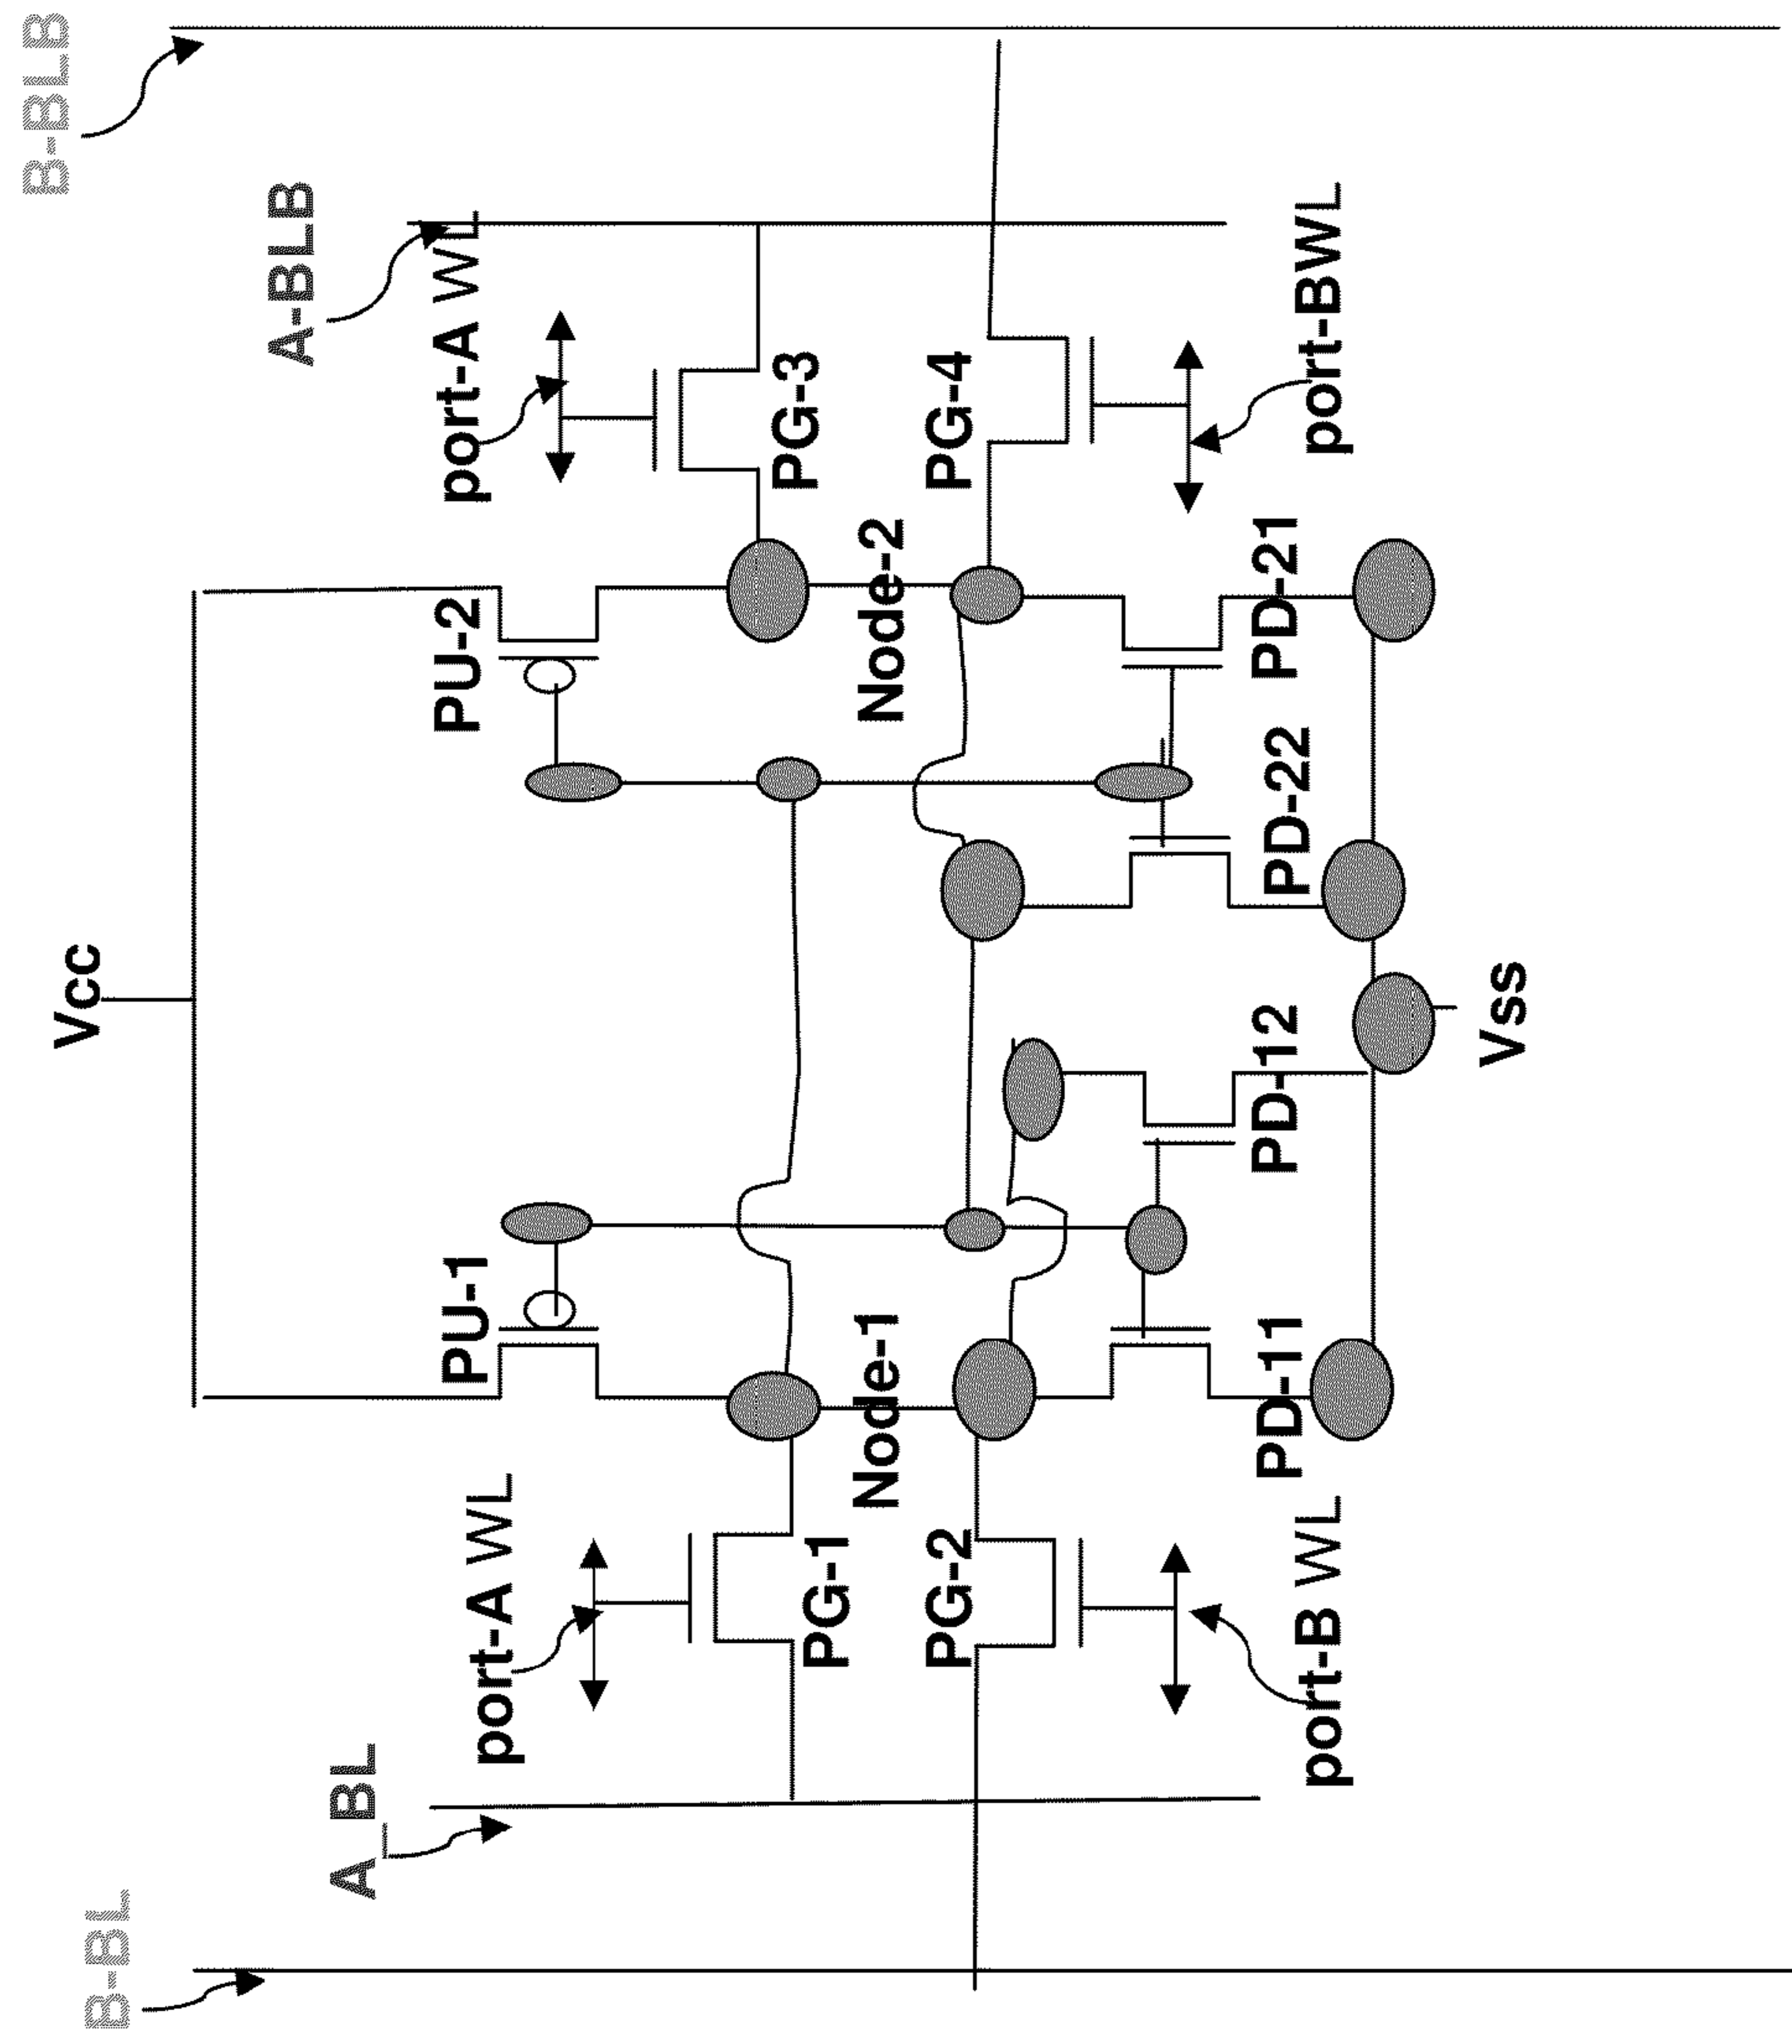 Vcc
B-BL
B-BLB
A_BL
A-BLB
port-A WL
PU-1
PU-2
port-A WL
PG-1
PG-3
Node-1
Node-2
PG-2
PG-4
PD-11
PD-12
PD-22
PD-21
port-B WL
port-BWL
Vss